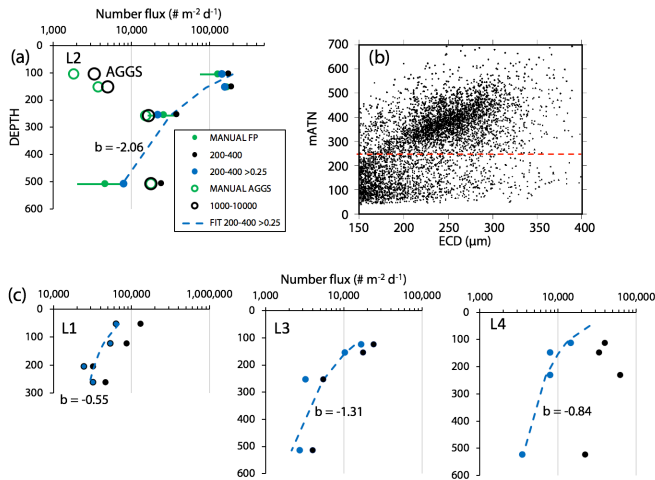 Number flux (# m⁻² d⁻¹)
1,000 10,000 100,000
(a)
L2
AGGS
0
100
200
300
400
500
600
DEPTH
b = -2.06
MANUAL FP
200-400
200-400 >0.25
MANUAL AGGS
1000-10000
FIT 200-400 >0.25
(b)
700
600
500
400
300
200
100
0
mATN
150 200 250 300 350 400
ECD (µm)
(c)
10,000 100,000 1,000,000
L1
0
100
200
300
b = -0.55
Number flux (# m⁻² d⁻¹)
1,000 10,000 100,000
L3
0
100
200
300
400
500
600
b = -1.31
1,000 10,000 100,000
L4
0
100
200
300
400
500
600
b = -0.84